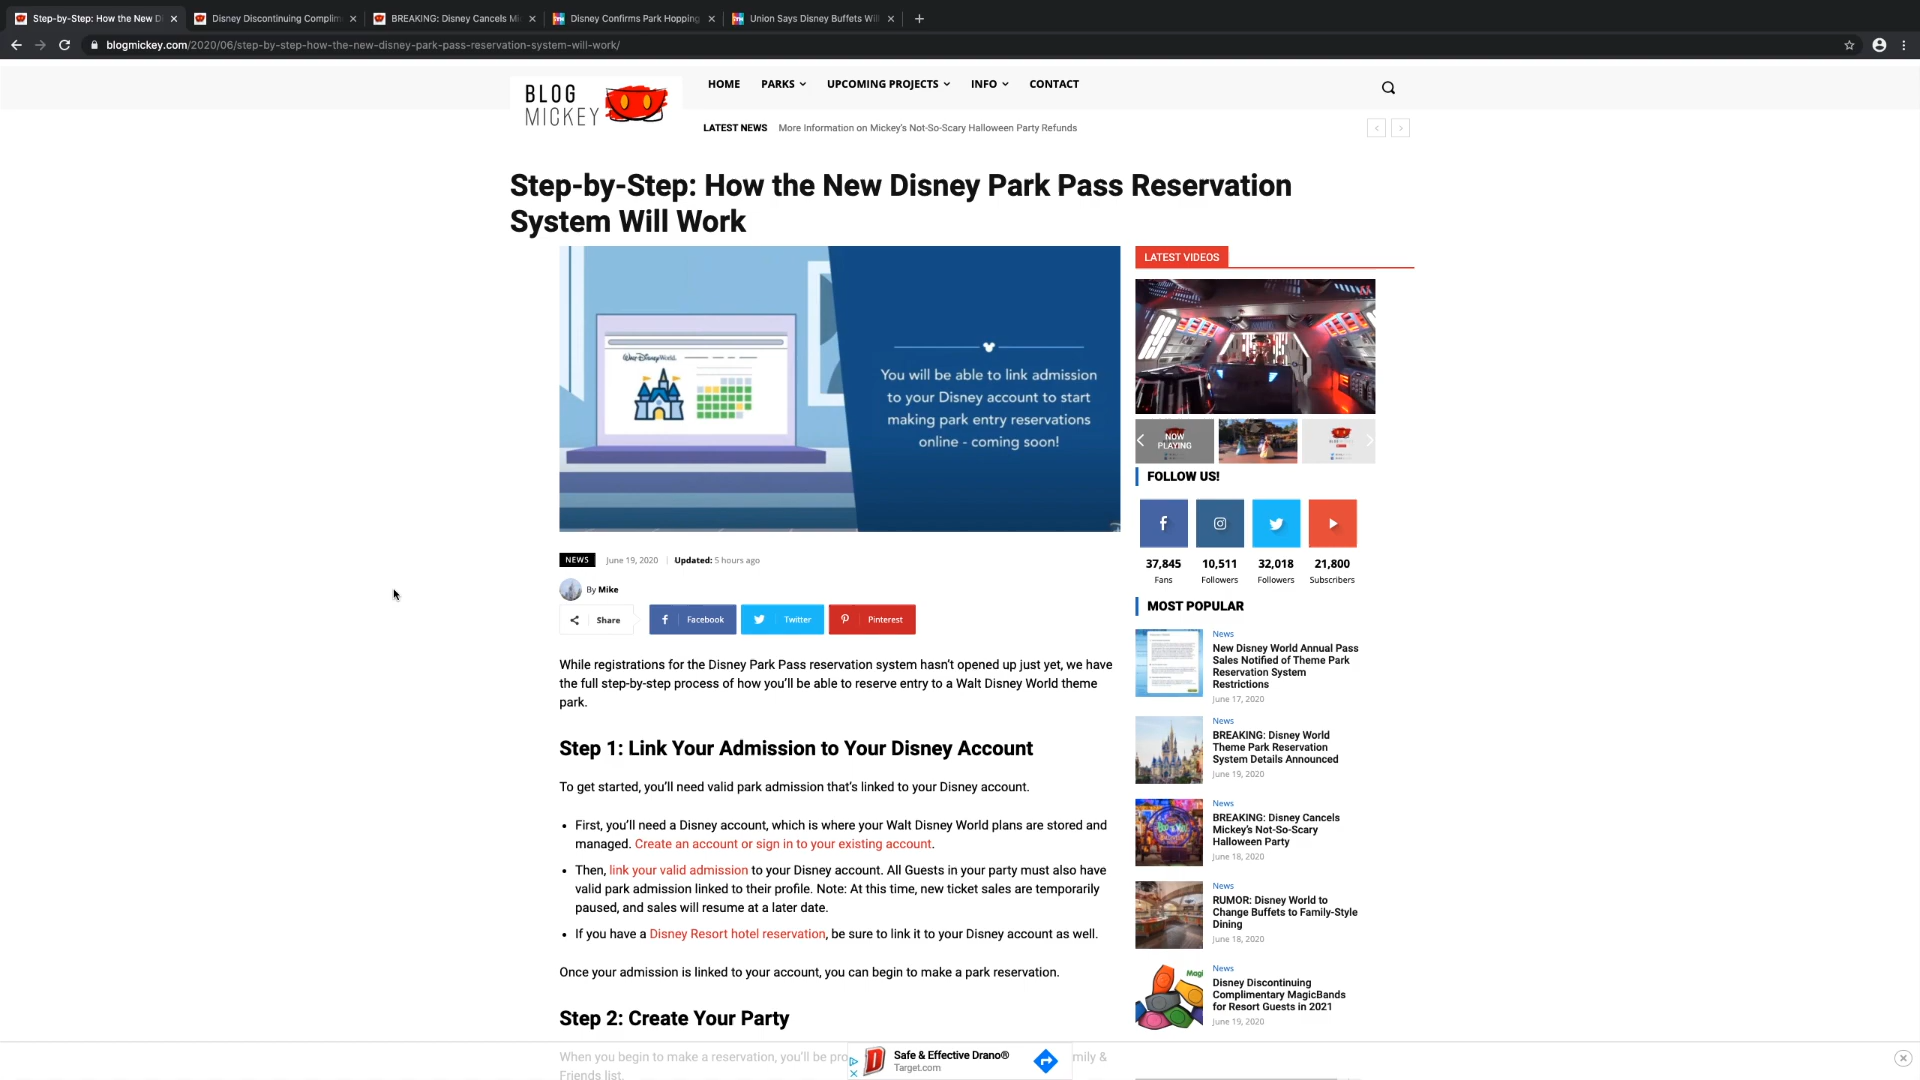 Step-by-Step: How the New D
Disney Discontinuing Complim
BREAKING: Disney Cancels Mi
Disney Confirms Park Hopping
Union Says Disney Buffets Will
blogmickey.com/2020/06/step-by-step-how-the-new-disney-park-pass-reservation-system-will-work/
BLOG
MICKEY
HOME
PARKS
UPCOMING PROJECTS
INFO
CONTACT
LATEST NEWS
More Information on Mickey's Not-So-Scary Halloween Party Refunds
Step-by-Step: How the New Disney Park Pass Reservation
System Will Work
Walt Disney World
You will be able to link admission
to your Disney account to start
making park entry reservations
online - coming soon!
NEWS
June 19, 2020
Updated: 5 hours ago
By Mike
Share
Facebook
Twitter
Pinterest
While registrations for the Disney Park Pass reservation system hasn't opened up just yet, we have
the full step-by-step process of how you'll be able to reserve entry to a Walt Disney World theme
park.
Step 1: Link Your Admission to Your Disney Account
To get started, you'll need valid park admission that's linked to your Disney account.
• First, you'll need a Disney account, which is where your Walt Disney World plans are stored and
managed. Create an account or sign in to your existing account.
• Then, link your valid admission to your Disney account. All Guests in your party must also have
valid park admission linked to their profile. Note: At this time, new ticket sales are temporarily
paused, and sales will resume at a later date.
• If you have a Disney Resort hotel reservation, be sure to link it to your Disney account as well.
Once your admission is linked to your account, you can begin to make a park reservation.
Step 2: Create Your Party
When you begin to make a reservation, you'll be pro
mily &
Friends list.
LATEST VIDEOS
NOW
PLAYING
FOLLOW US!
37,845
Fans
10,511
Followers
32,018
Followers
21,800
Subscribers
MOST POPULAR
News
New Disney World Annual Pass
Sales Notified of Theme Park
Reservation System
Restrictions
June 17, 2020
News
BREAKING: Disney World
Theme Park Reservation
System Details Announced
June 19, 2020
News
BREAKING: Disney Cancels
Mickey's Not-So-Scary
Halloween Party
June 18, 2020
News
RUMOR: Disney World to
Change Buffets to Family-Style
Dining
June 18, 2020
Magi
News
Disney Discontinuing
Complimentary MagicBands
for Resort Guests in 2021
June 19, 2020
Safe & Effective Drano®
Target.com